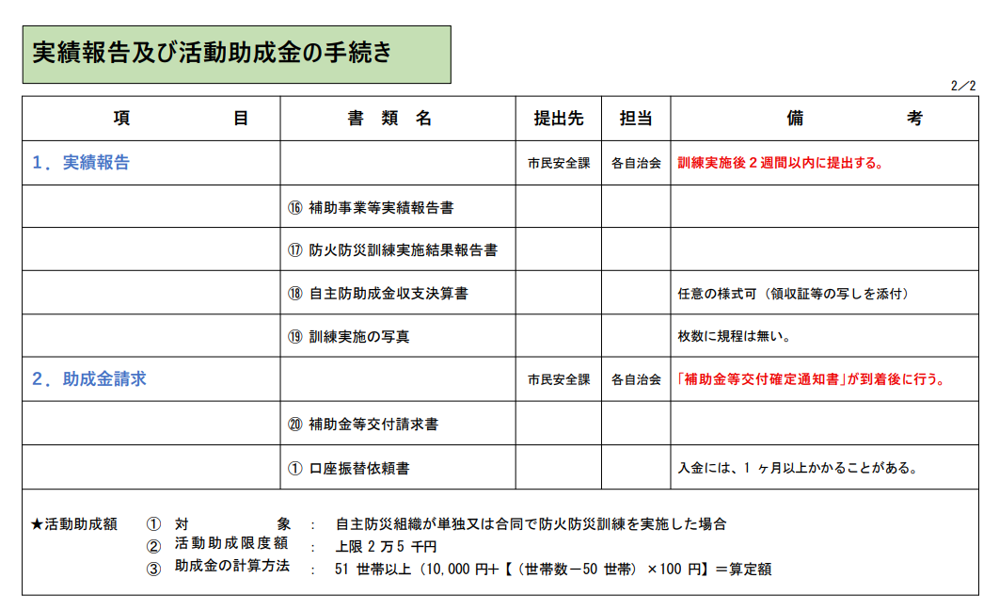 実績報告及び活動助成金の手続き
2／2
項 目 書 類 名 提出先 担当 備 考
1．実績報告 市民安全課 各自治会 訓練実施後２週間以内に提出する。
⑯ 補助事業等実績報告書
⑰ 防火防災訓練実施結果報告書
⑱ 自主防助成金収支決算書 任意の様式可（領収証等の写しを添付）
⑲ 訓練実施の写真 枚数に規程は無い。
2．助成金請求 市民安全課 各自治会 「補助金等交付確定通知書」が到着後に行う。
⑳ 補助金等交付請求書
① 口座振替依頼書 入金には、1 ヶ月以上かかることがある。
★活動助成額 ① 対 象 ： 自主防災組織が単独又は合同で防火防災訓練を実施した場合
② 活動助成限度額 ： 上限 2 万 5 千円
③ 助成金の計算方法 ： 51 世帯以上（10,000 円＋【（世帯数－50 世帯）×100 円】＝算定額